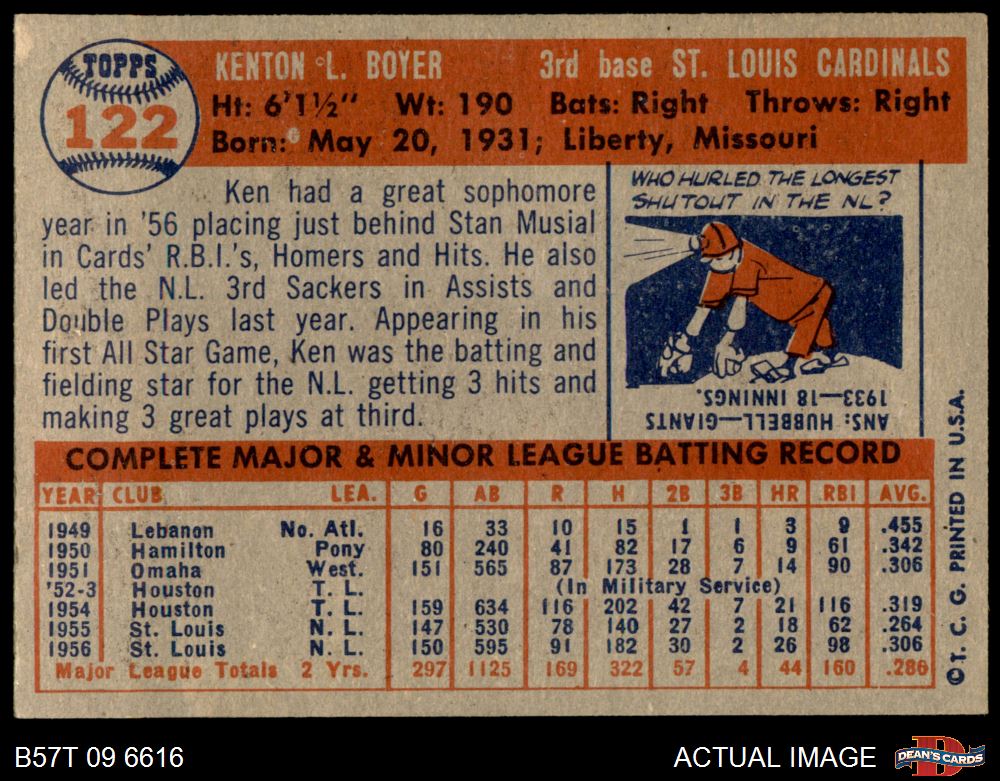 TOPPS
122
KENTON L. BOYER 3rd base ST. LOUIS CARDINALS
Ht: 6'1½" Wt: 190 Bats: Right Throws: Right
Born: May 20, 1931; Liberty, Missouri
Ken had a great sophomore
year in '56 placing just behind Stan Musial
in Cards' R.B.I.'s, Homers and Hits. He also
led the N.L. 3rd Sackers in Assists and
Double Plays last year. Appearing in his
first All Star Game, Ken was the batting and
fielding star for the N.L. getting 3 hits and
making 3 great plays at third.
WHO HURLED THE LONGEST
SHUTOUT IN THE NL?
ANS: HUBBELL—GIANTS
1933—18 INNINGS.
COMPLETE MAJOR & MINOR LEAGUE BATTING RECORD
YEAR CLUB LEA. G AB R H 2B 3B HR RBI AVG.
1949 Lebanon No. Atl. 16 33 10 15 1 1 3 9 .455
1950 Hamilton Pony 80 240 41 82 17 6 9 61 .342
1951 Omaha West. 151 565 87 173 28 7 14 90 .306
'52-3 Houston T. L. (In Military Service)
1954 Houston T. L. 159 634 116 202 42 7 21 116 .319
1955 St. Louis N. L. 147 530 78 140 27 2 18 62 .264
1956 St. Louis N. L. 150 595 91 182 30 2 26 98 .306
Major League Totals 2 Yrs. 297 1125 169 322 57 4 44 160 .286
©T. C. G. PRINTED IN U.S.A.
B57T 09 6616
ACTUAL IMAGE
DEAN'S CARDS